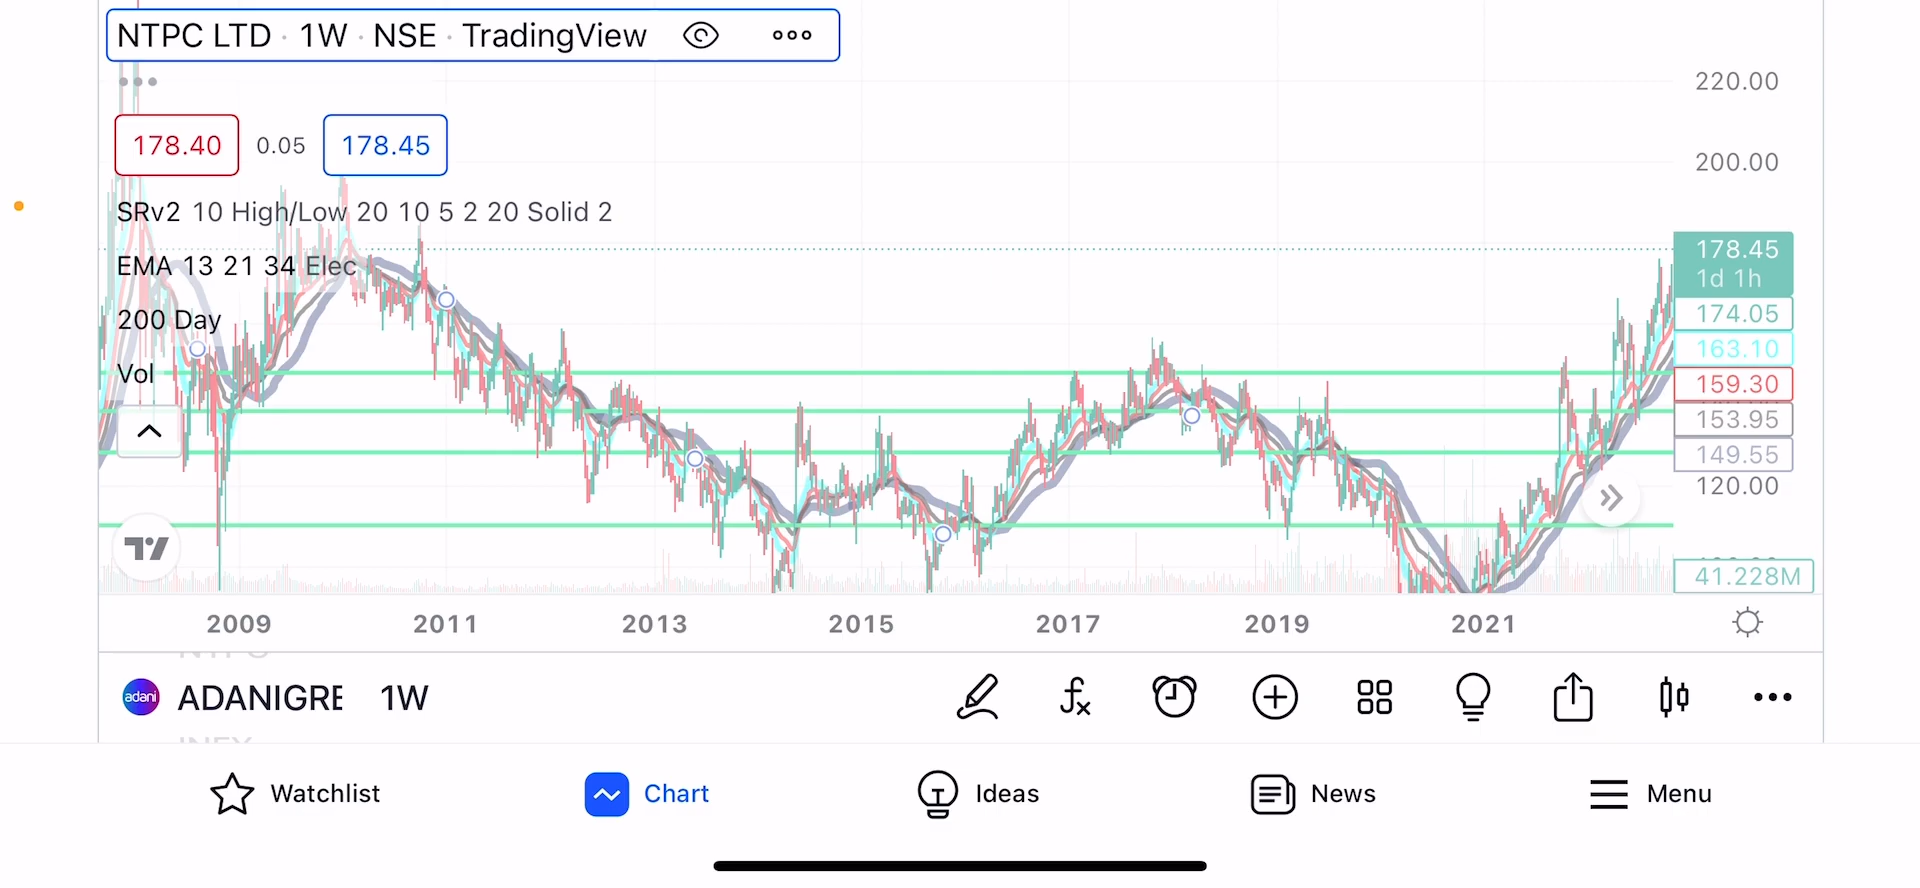 NTPC LTD · 1W · NSE · TradingView
220.00
178.40 0.05 178.45
200.00
SRv2 10 High/Low 20 10 5 2 20 Solid 2
178.45
1d 1h
EMA 13 21 34 Elec
174.05
200 Day
163.10
Vol
159.30
153.95
149.55
120.00
41.228M
2009 2011 2013 2015 2017 2019 2021
adani ADANIGRE 1W
Watchlist Chart Ideas News Menu